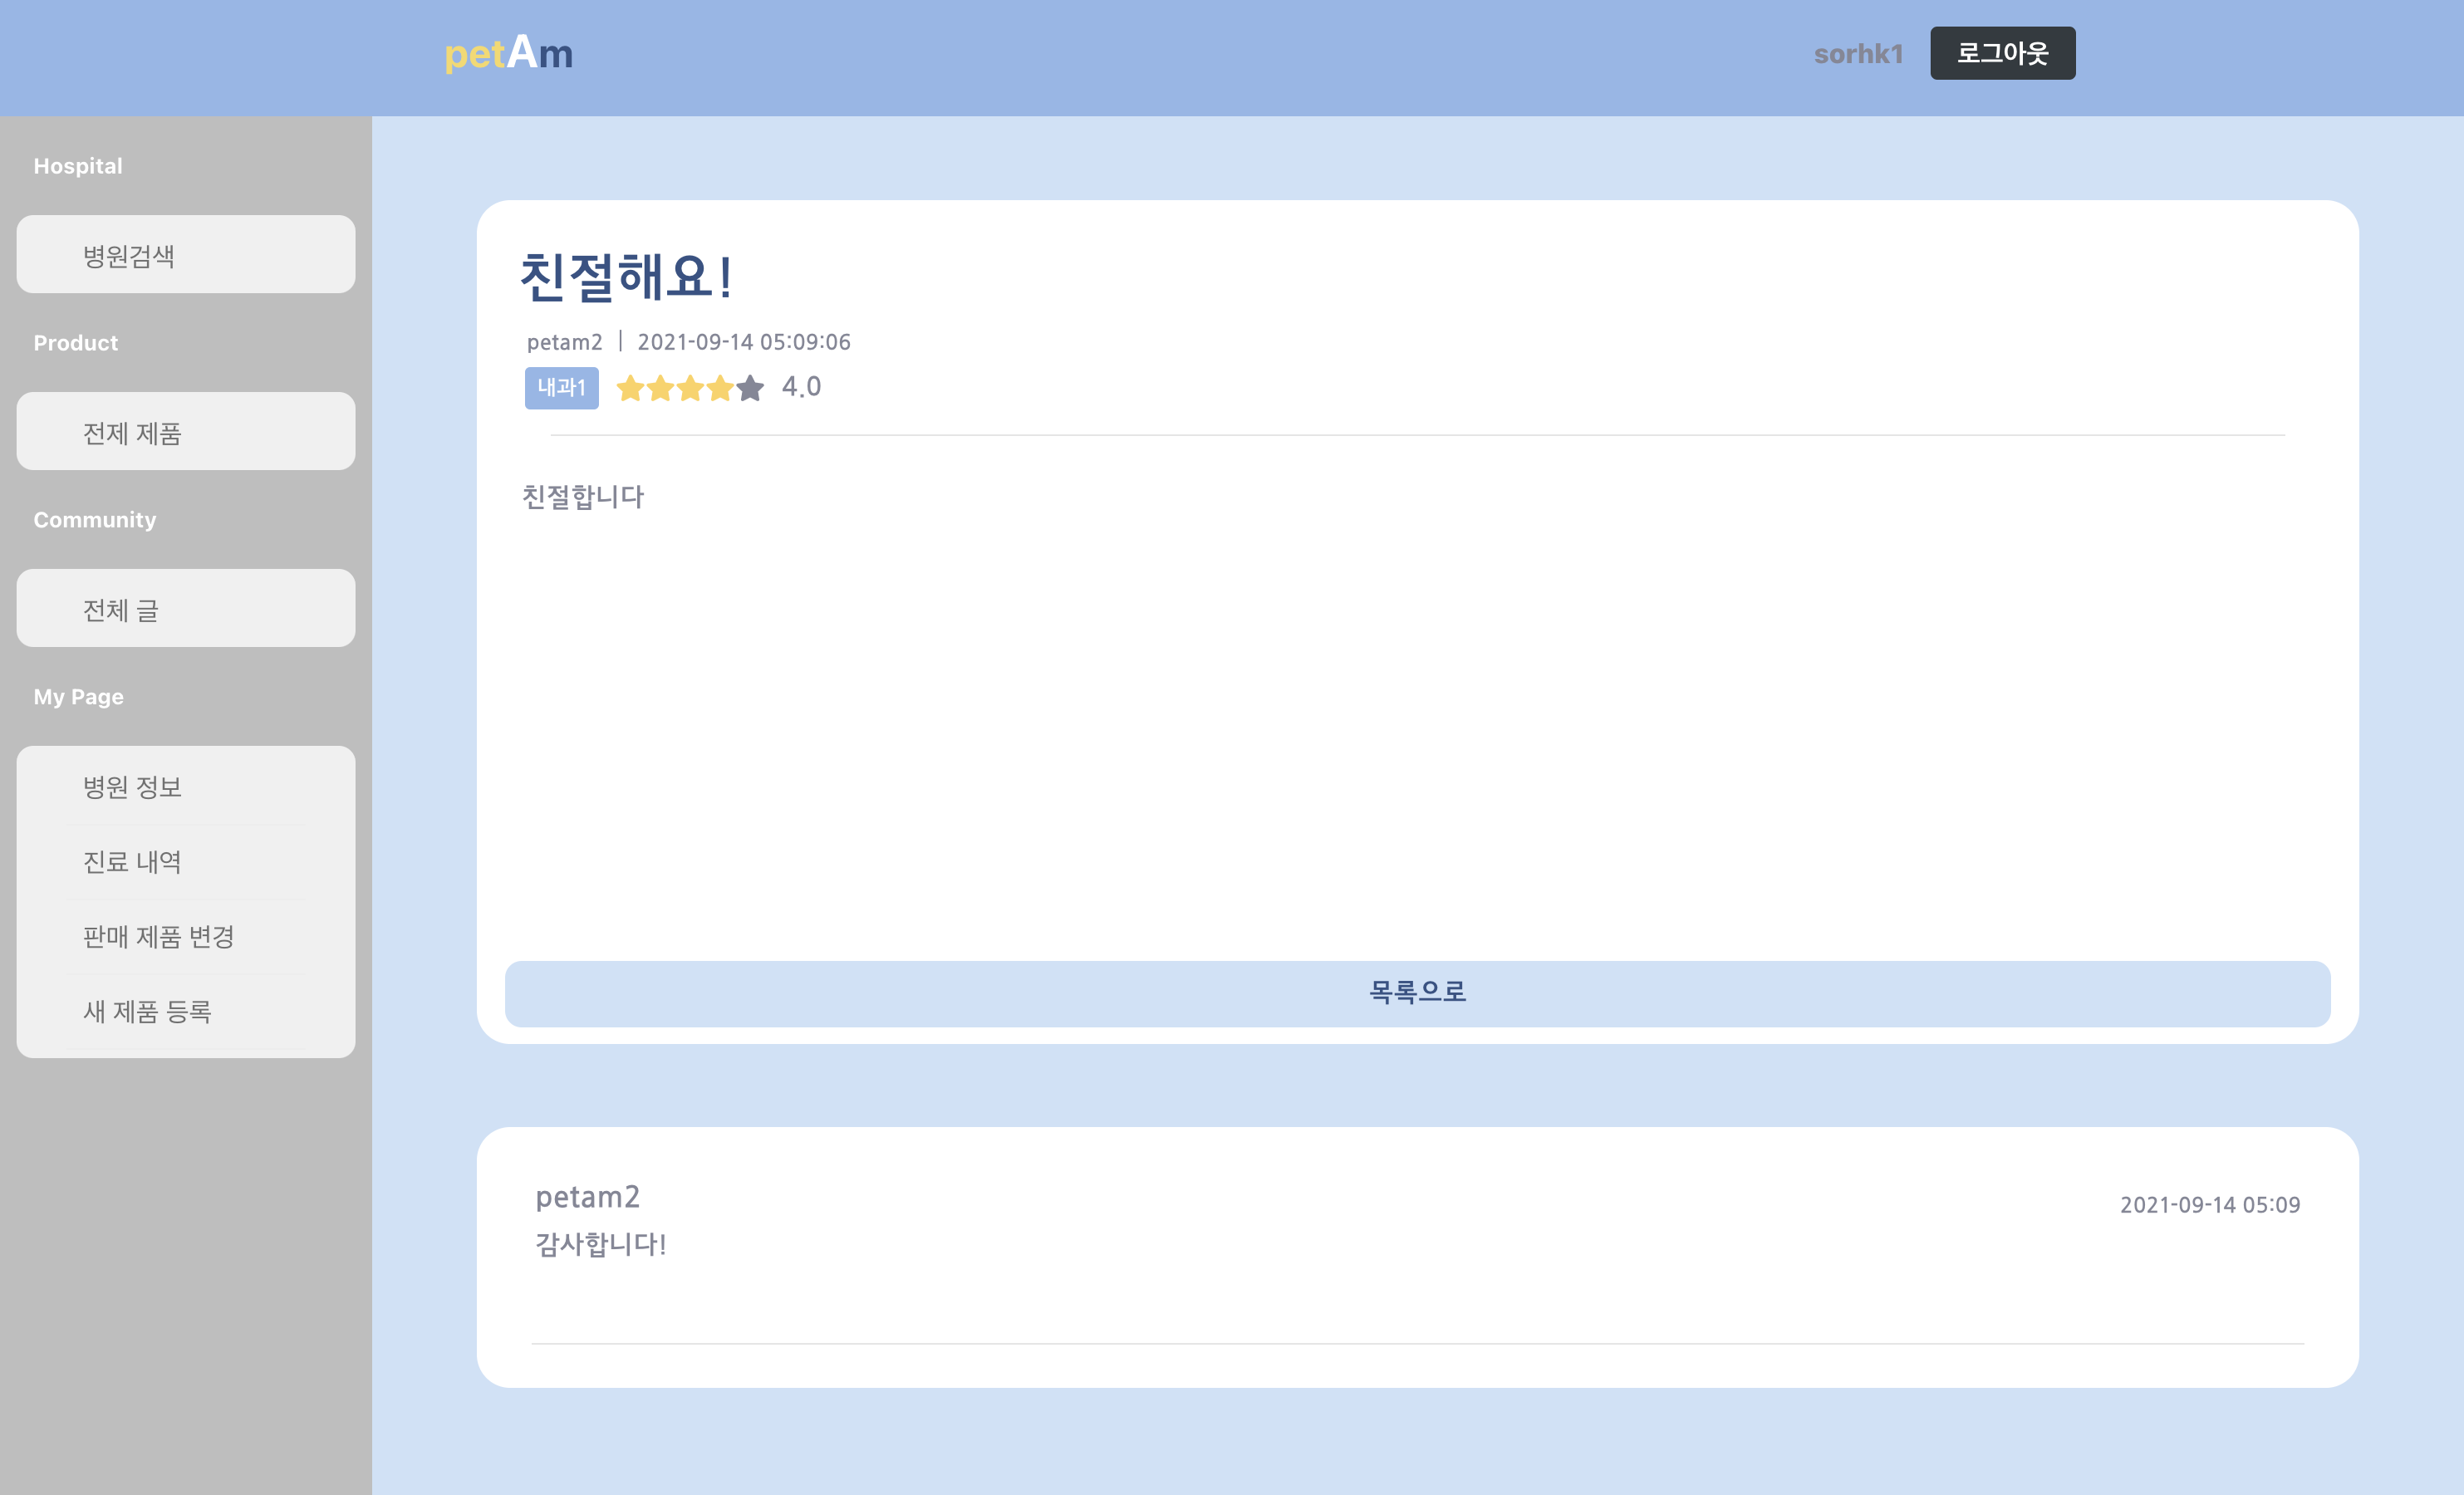 petAm
sorhk1 로그아웃
Hospital
병원검색
Product
전제 제품
Community
전체 글
My Page
병원 정보
진료 내역
판매 제품 변경
새 제품 등록
친절해요!
petam2 | 2021-09-14 05:09:06
내과1 4.0
친절합니다
목록으로
petam2 2021-09-14 05:09
감사합니다!